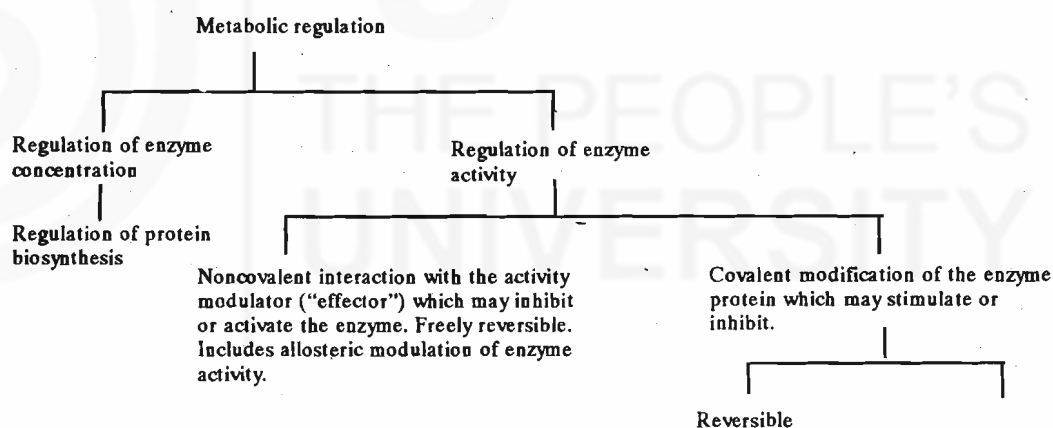 THE PEOPLE'S
UNIVERSITY
Metabolic regulation
Regulation of enzyme
concentration
Regulation of enzyme
activity
Regulation of protein
biosynthesis
Noncovalent interaction with the activity
modulator (“effector”) which may inhibit
or activate the enzyme. Freely reversible.
Includes allosteric modulation of enzyme
activity.
Covalent modification of the enzyme
protein which may stimulate or
inhibit.
Reversible